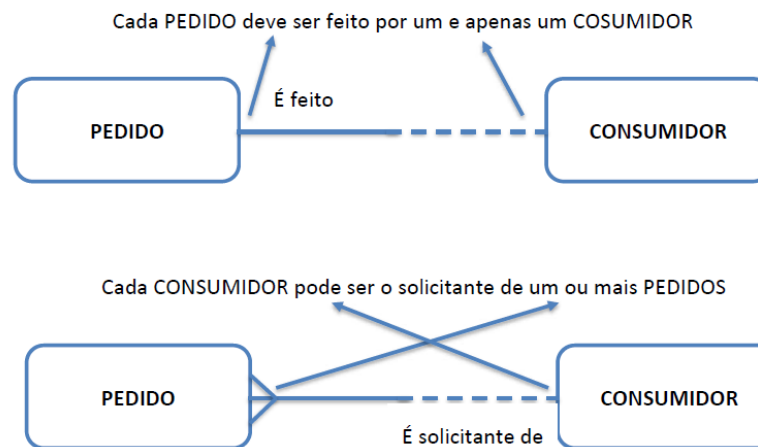 Cada PEDIDO deve ser feito por um e apenas um COSUMIDOR
É feito
PEDIDO
CONSUMIDOR
Cada CONSUMIDOR pode ser o solicitante de um ou mais PEDIDOS
PEDIDO
CONSUMIDOR
É solicitante de